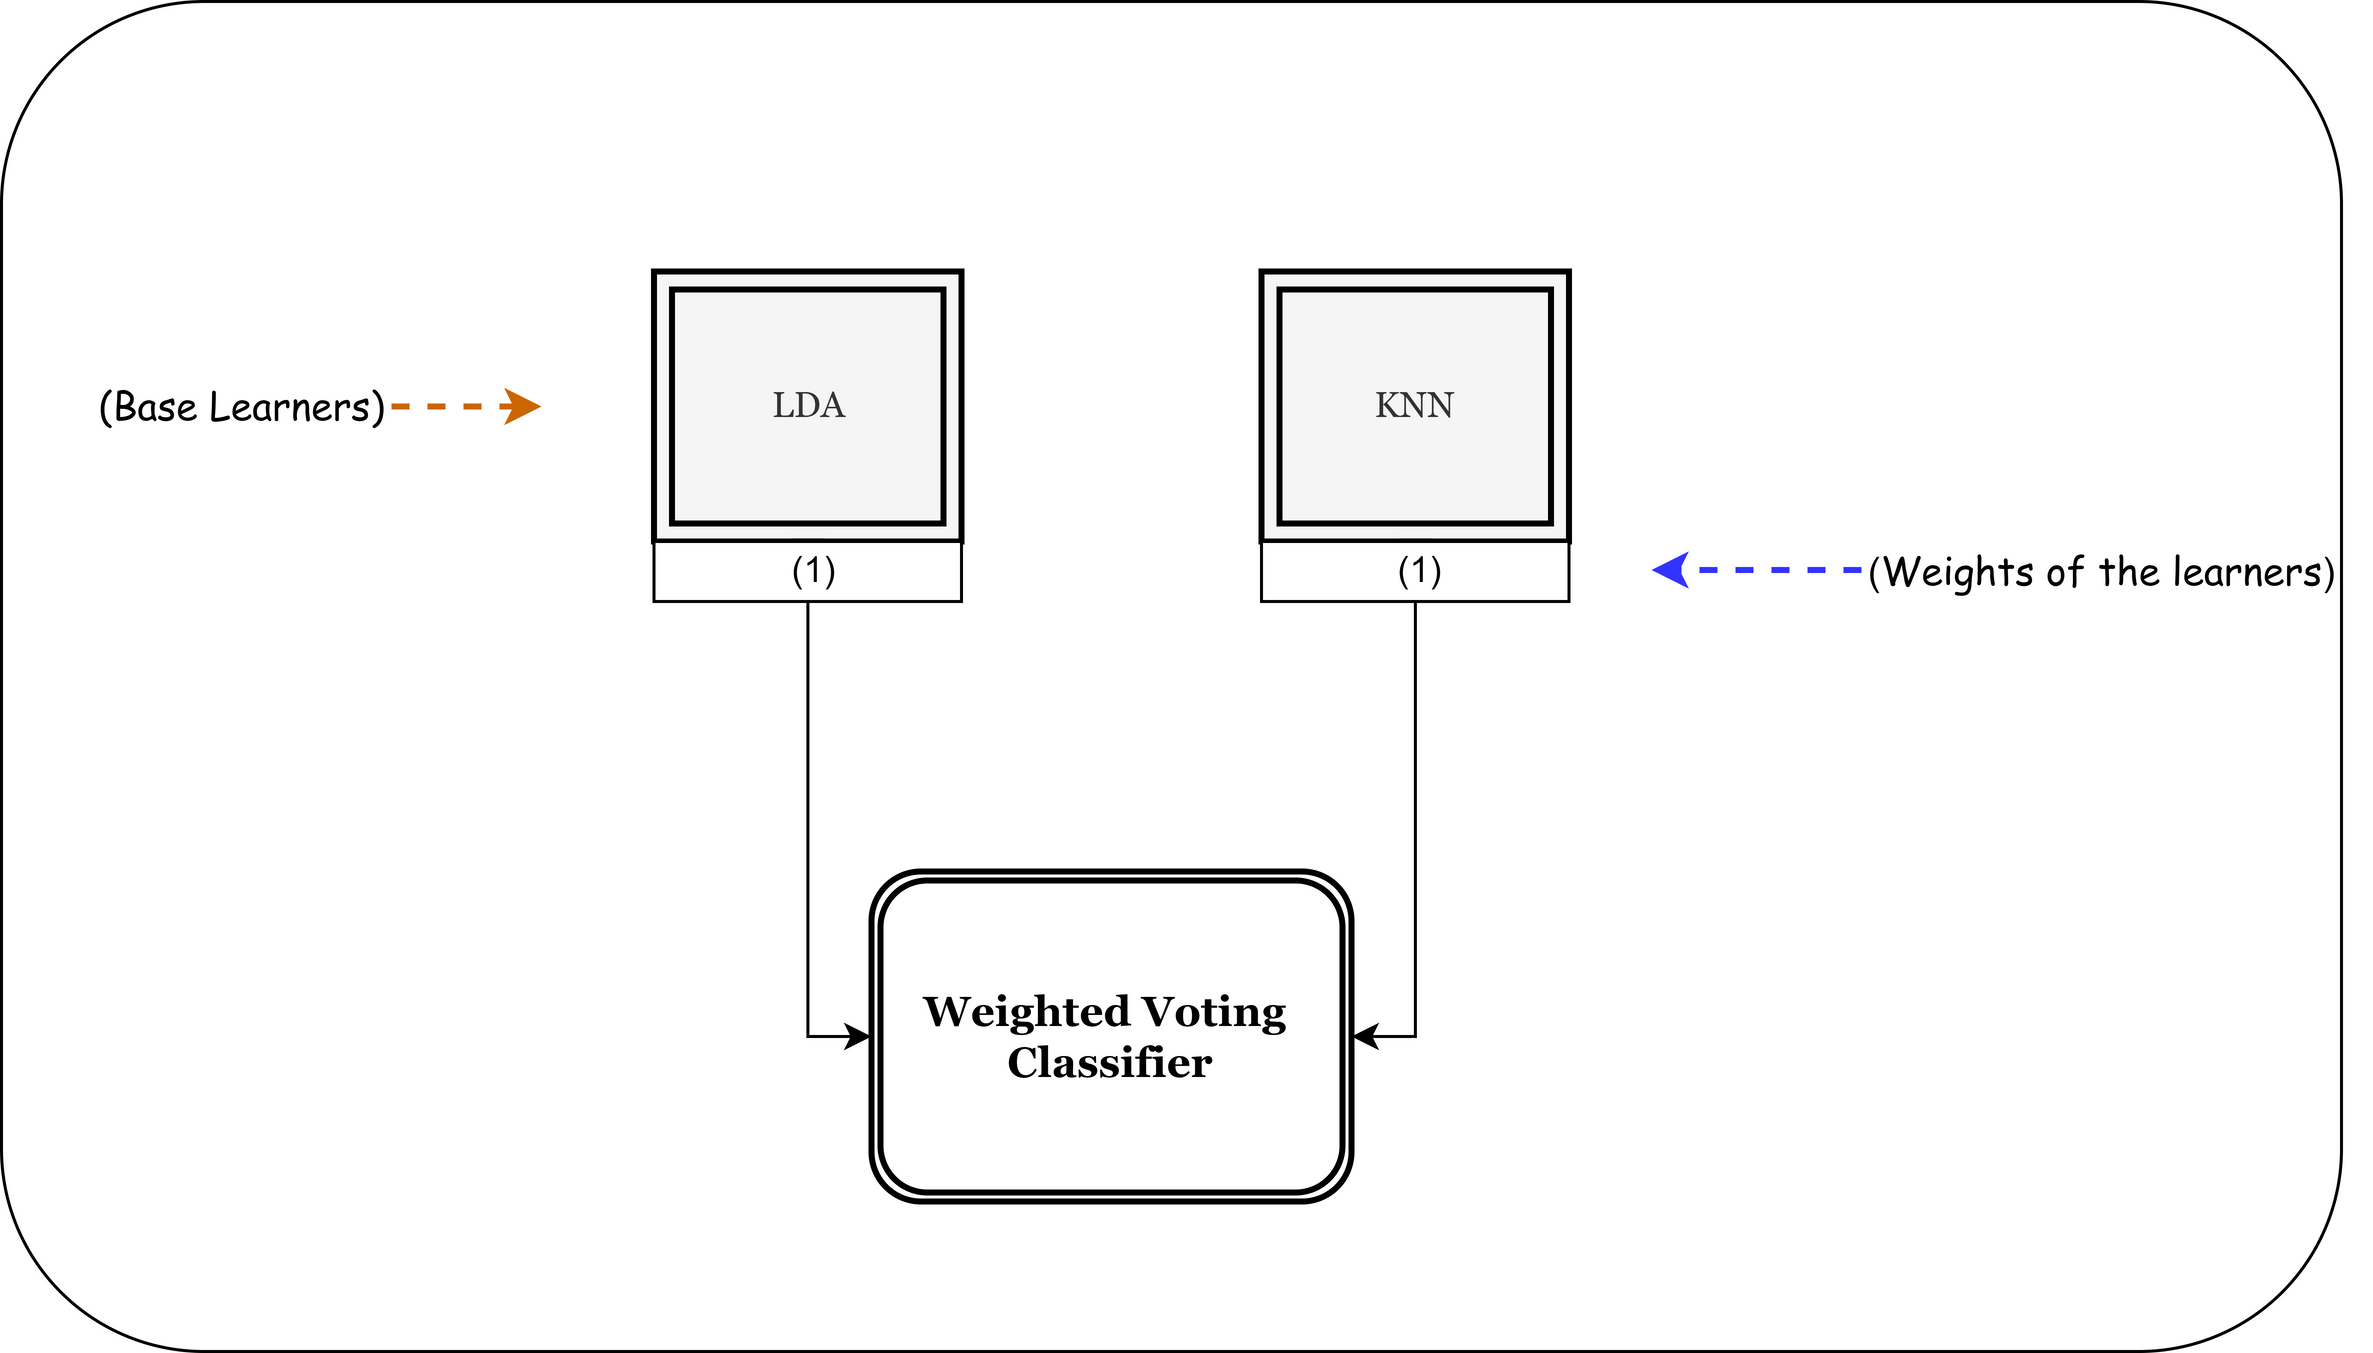 (Base Learners)
LDA
KNN
(1)
(1)
(Weights of the learners)
Weighted Voting
Classifier